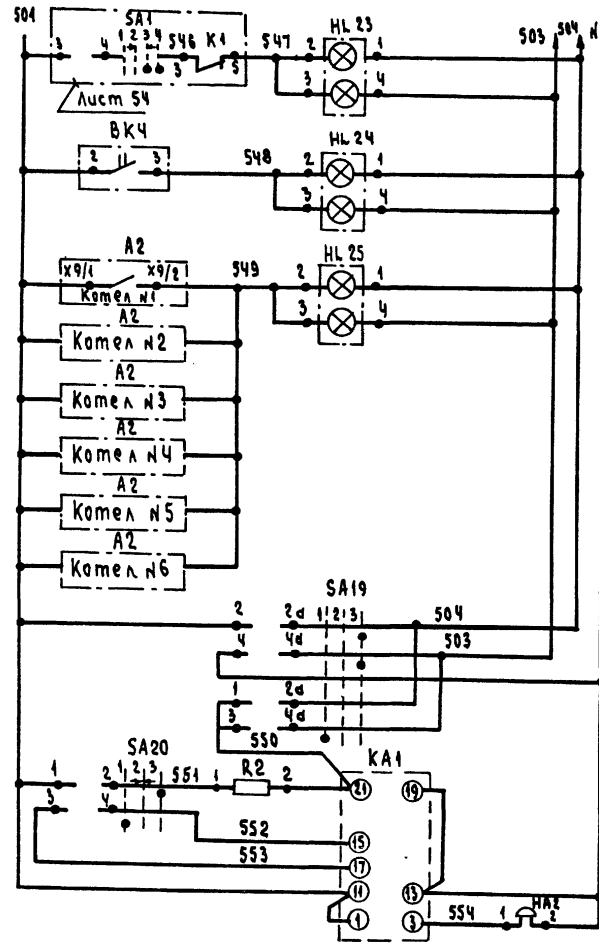 501 SA1 HL 23 503 504 N
3 4 1 2 3 4 546 K1 547 2 1
3 5 3 4
Лист 54
ВК4 HL 24
2 3 548 2 1
3 4
A2 HL 25
X9/1 X9/2 549 2 1
Котел N1 3 4
A2
Котел N2
A2
Котел N3
A2
Котел N4
A2
Котел N5
A2
Котел N6
SA19
2 2d 1 2 3 504
4 4d 503
1 2d
3 4d
550
SA20 KA1
1 2 1 2 3 551 1 R2 2 21 19
3 4
552 15
553 17
11 13
HA2
1 3 554 1 2